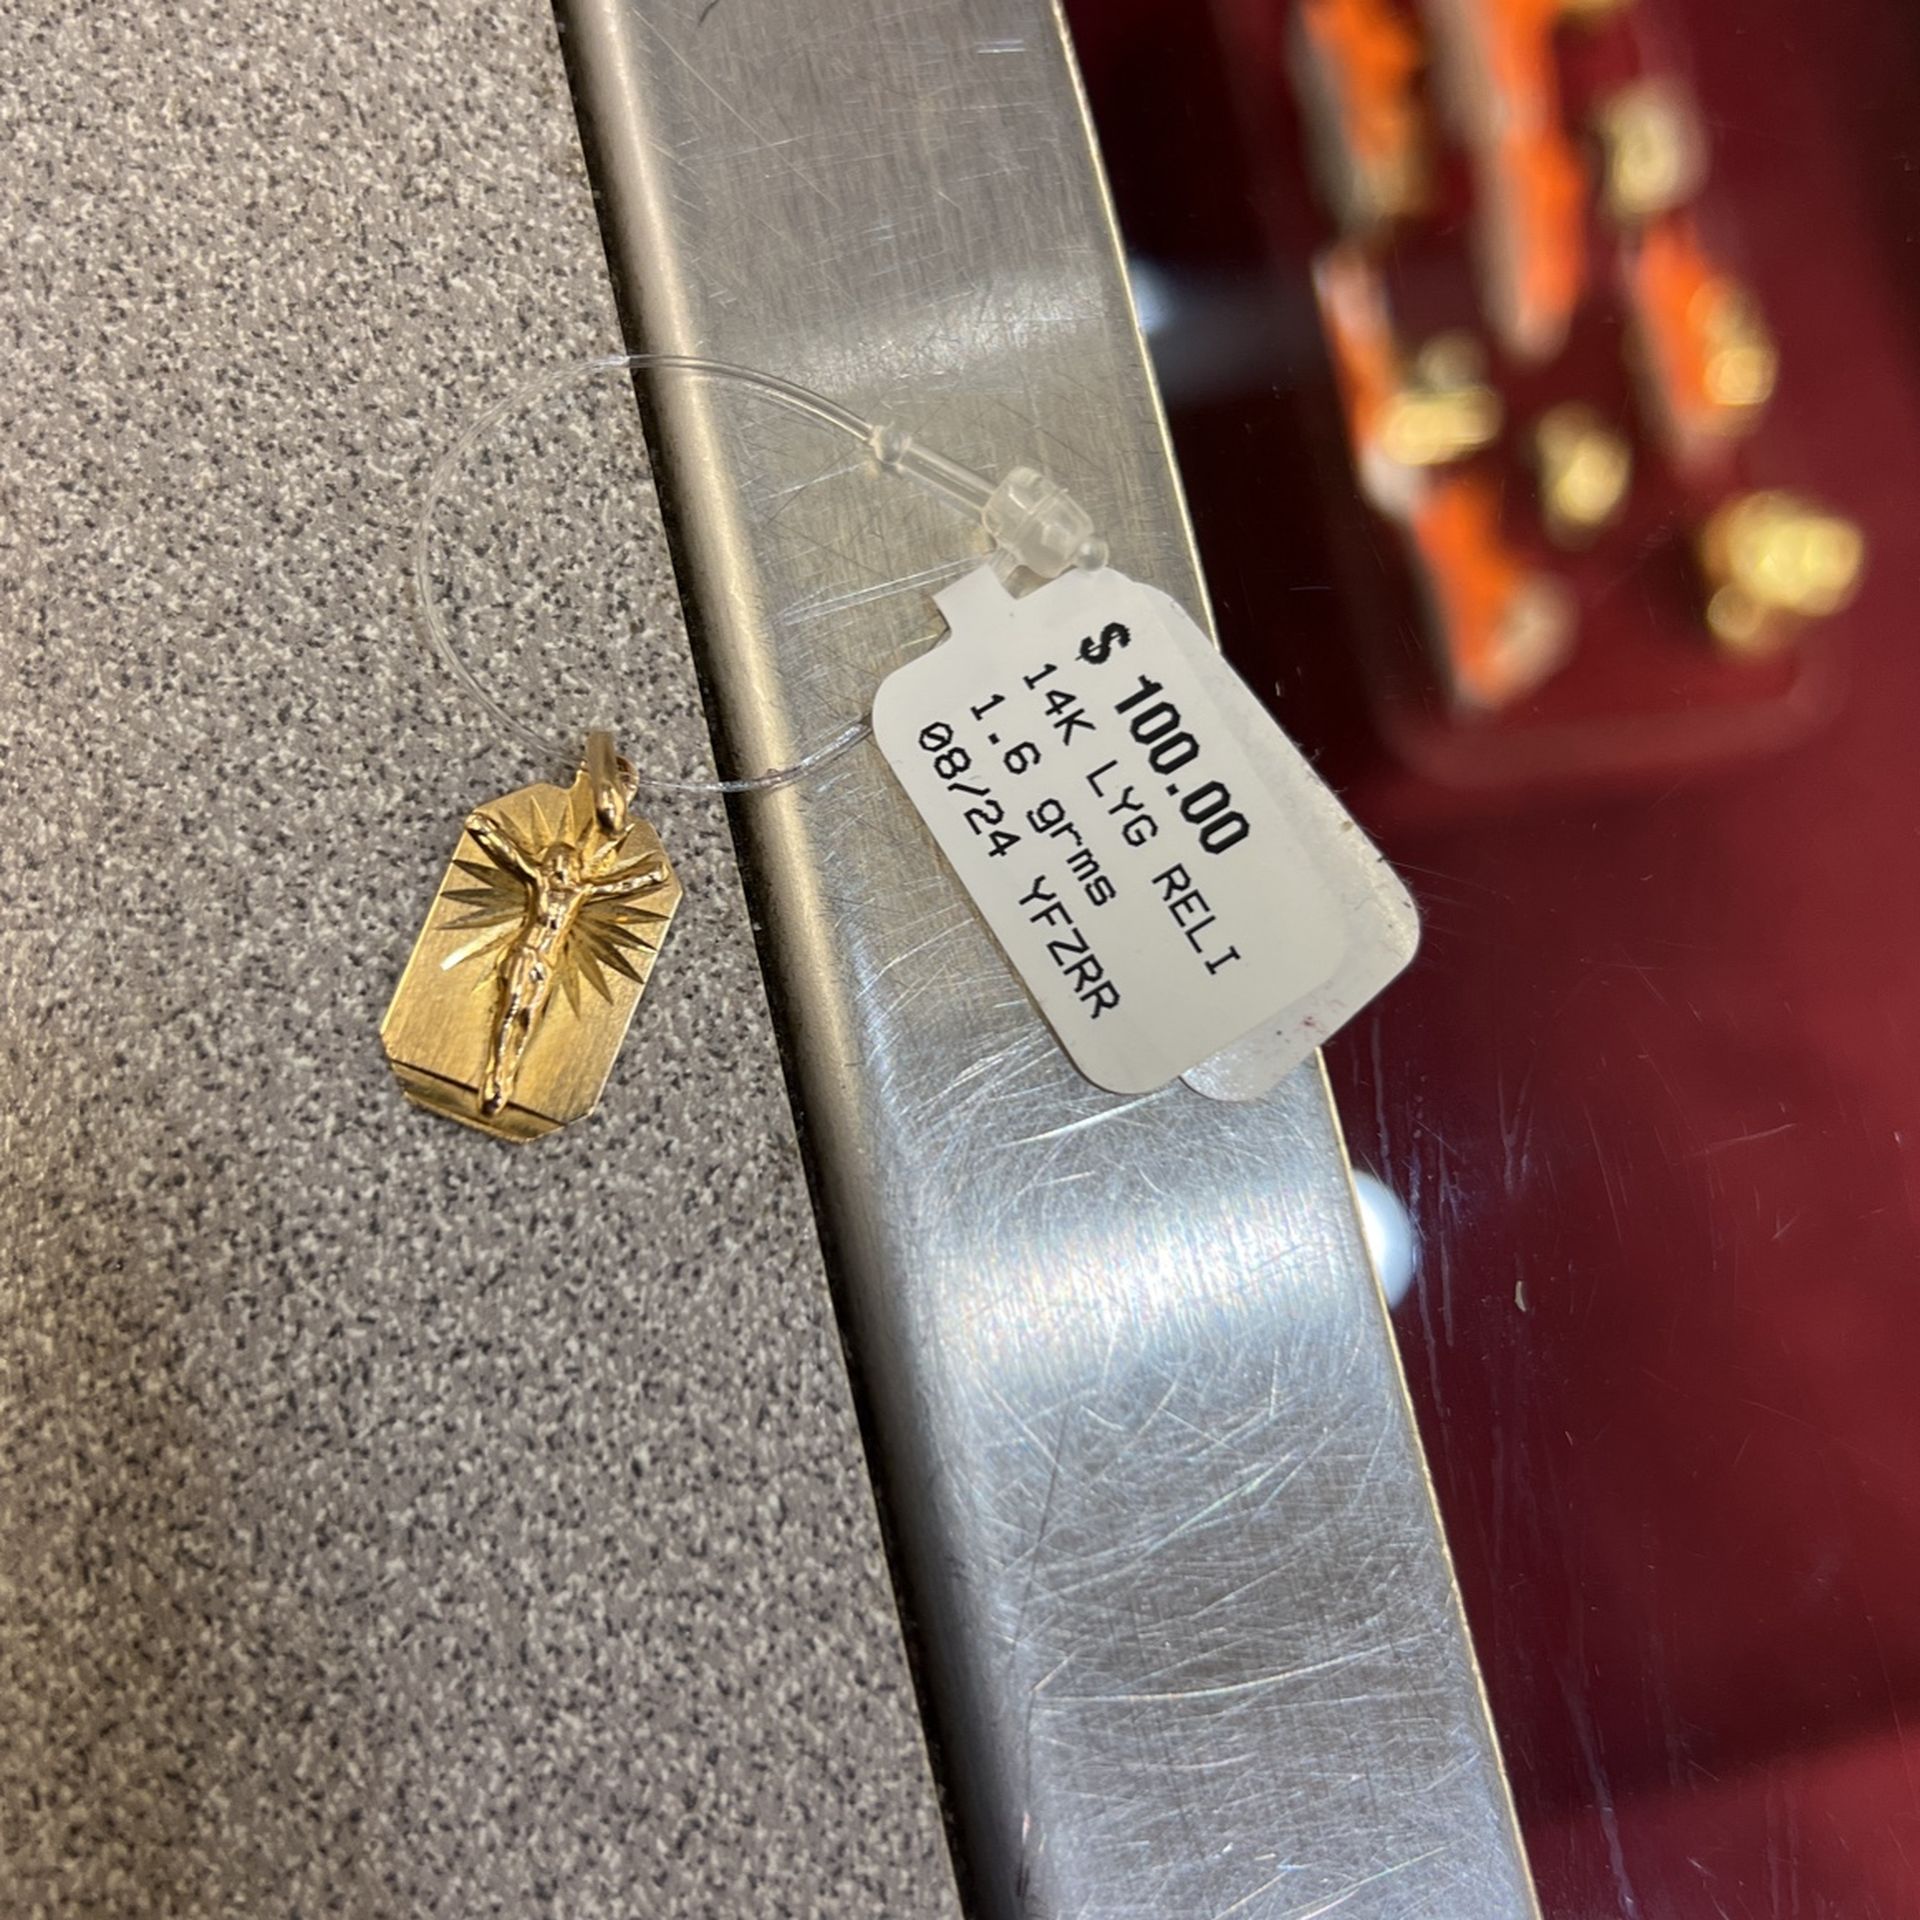 $ 100.00
14K LYG RELI
1.6 grms
08/24 YFZRR